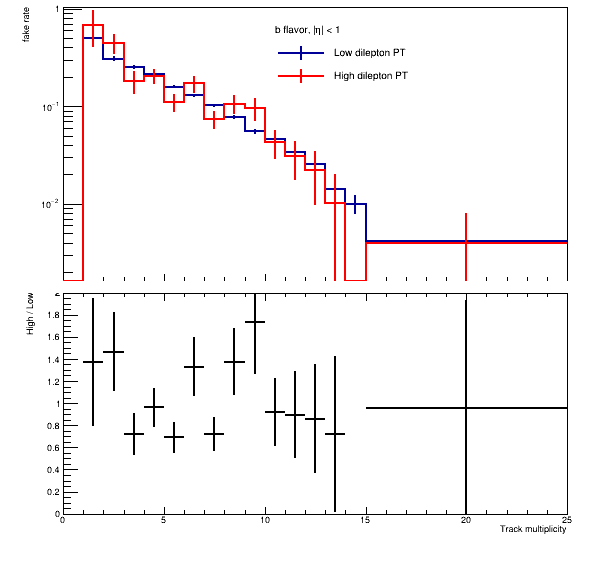 fake rate
b flavor, |η| < 1
Low dilepton PT
High dilepton PT
1
10⁻¹
10⁻²
High / Low
2
1.8
1.6
1.4
1.2
1
0.8
0.6
0.4
0.2
0
0 5 10 15 20 25
Track multiplicity